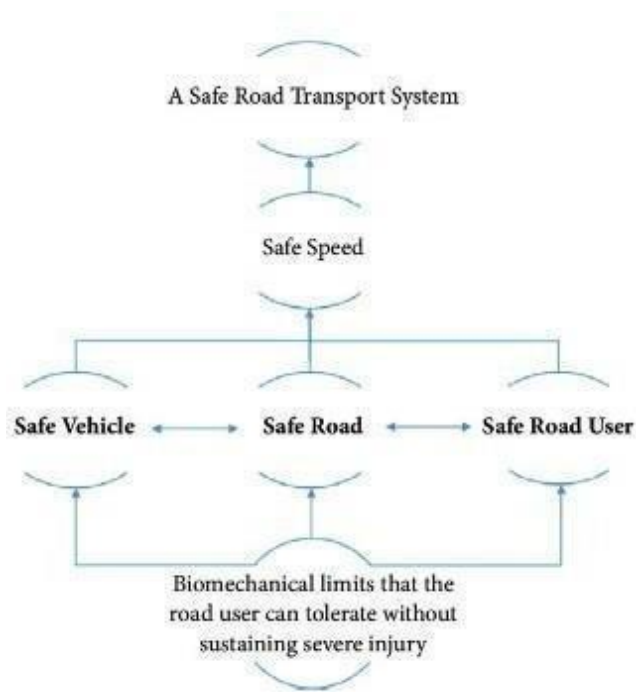 A Safe Road Transport System
Safe Speed
Safe Vehicle
Safe Road
Safe Road User
Biomechanical limits that the
road user can tolerate without
sustaining severe injury